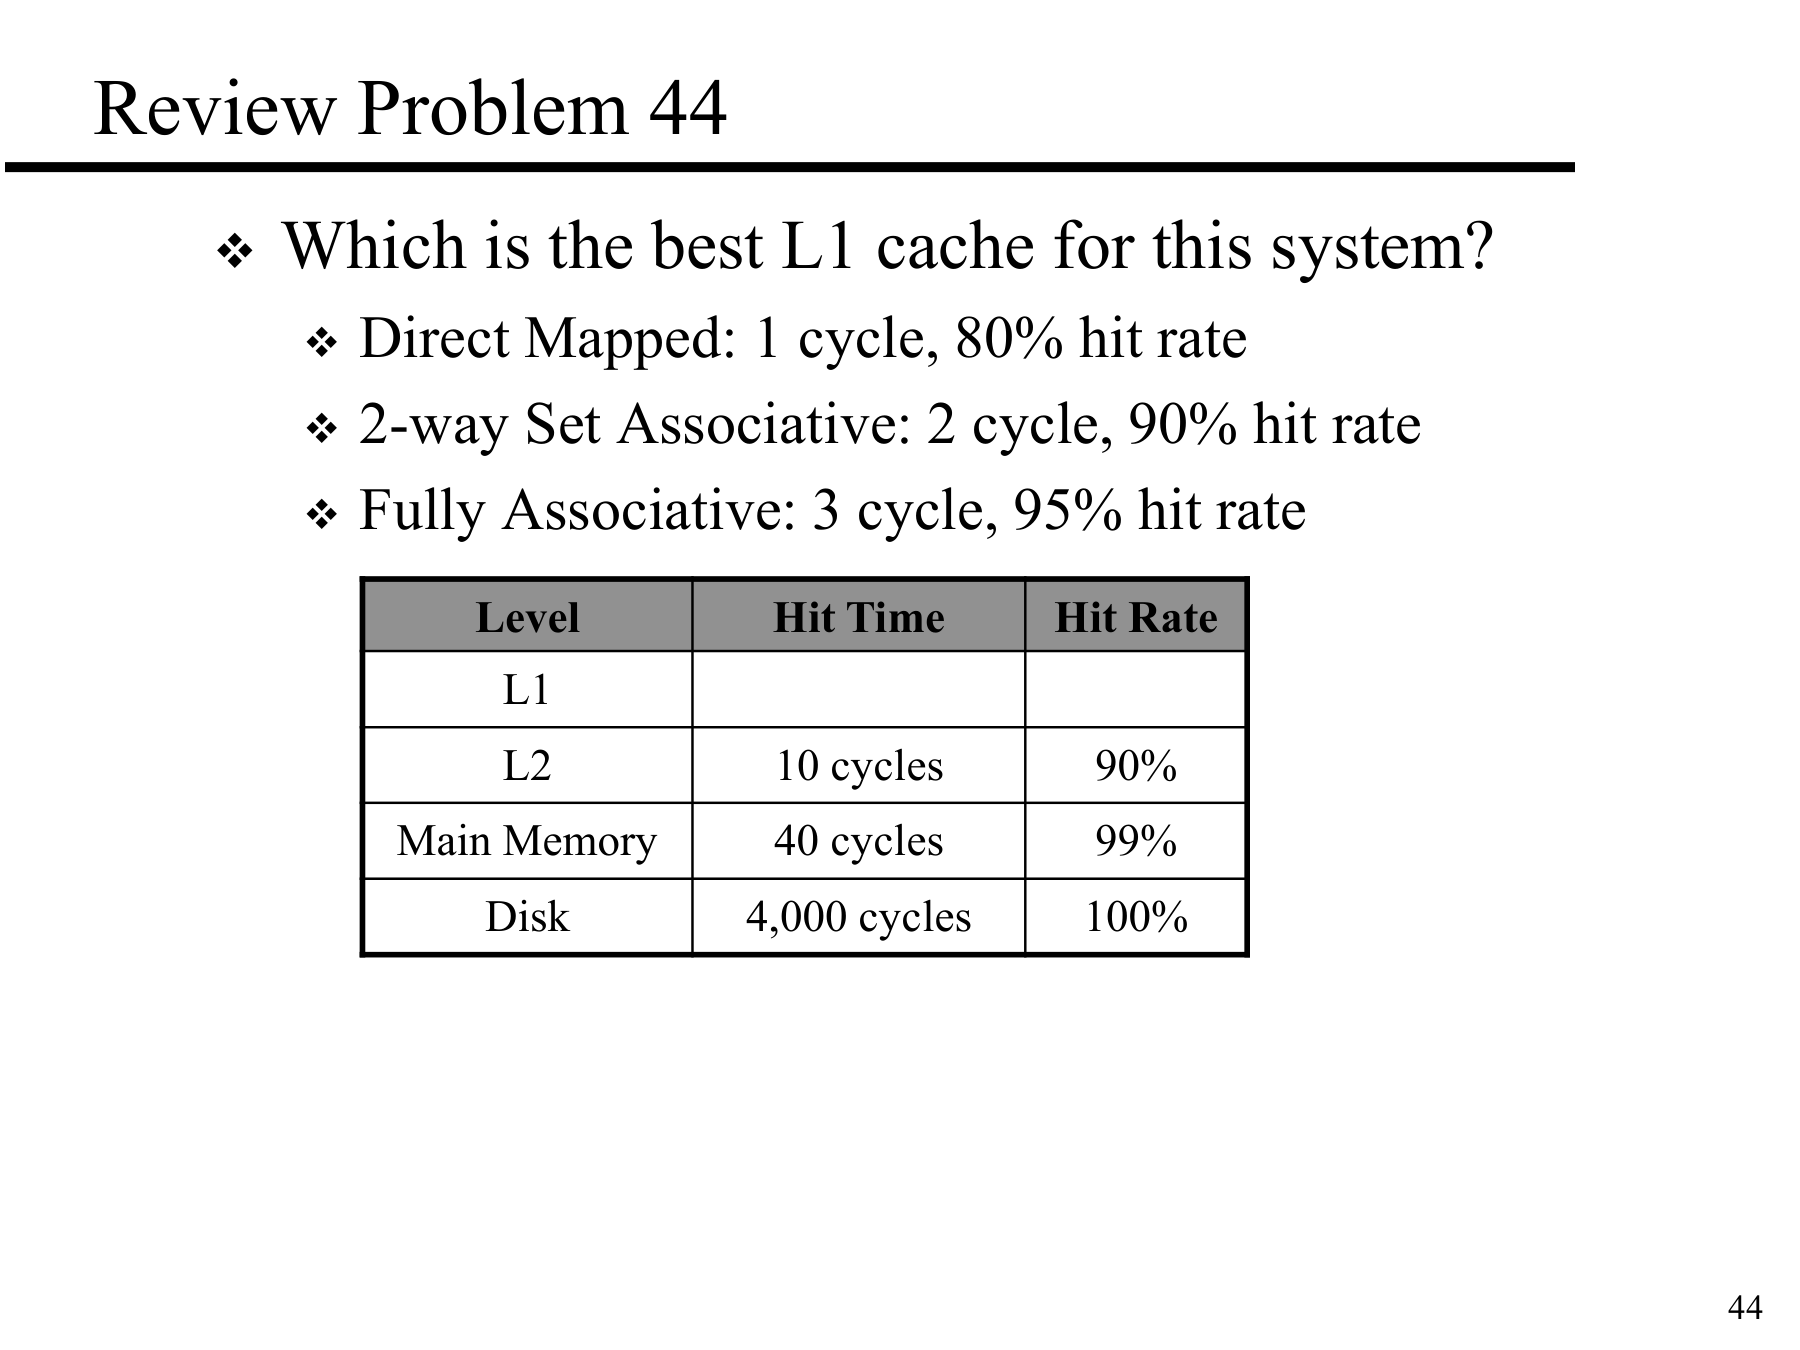 Review Problem 44
❖ Which is the best L1 cache for this system?
❖ Direct Mapped: 1 cycle, 80% hit rate
❖ 2-way Set Associative: 2 cycle, 90% hit rate
❖ Fully Associative: 3 cycle, 95% hit rate
Level Hit Time Hit Rate
L1
L2 10 cycles 90%
Main Memory 40 cycles 99%
Disk 4,000 cycles 100%
44